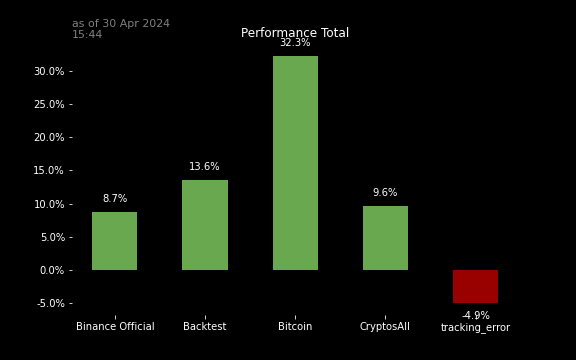 as of 30 Apr 2024
15:44
Performance Total
32.3%
30.0%
25.0%
20.0%
15.0%
10.0%
5.0%
0.0%
-5.0%
8.7%
13.6%
9.6%
-4.9%
Binance Official
Backtest
Bitcoin
CryptosAll
tracking_error